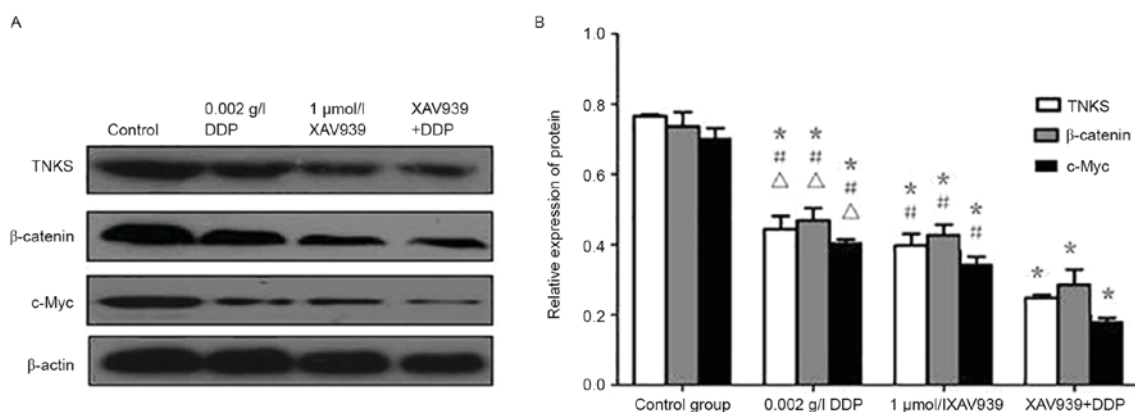 A
Control
0.002 g/l
DDP
1 μmol/l
XAV939
XAV939
+DDP
TNKS
β-catenin
c-Myc
β-actin
B
Relative expression of protein
1.0
0.8
0.6
0.4
0.2
0.0
* * *
# # #
△ △ △
* * *
# # #
* * *
TNKS
β-catenin
c-Myc
Control group
0.002 g/l DDP
1 μmol/lXAV939
XAV939+DDP